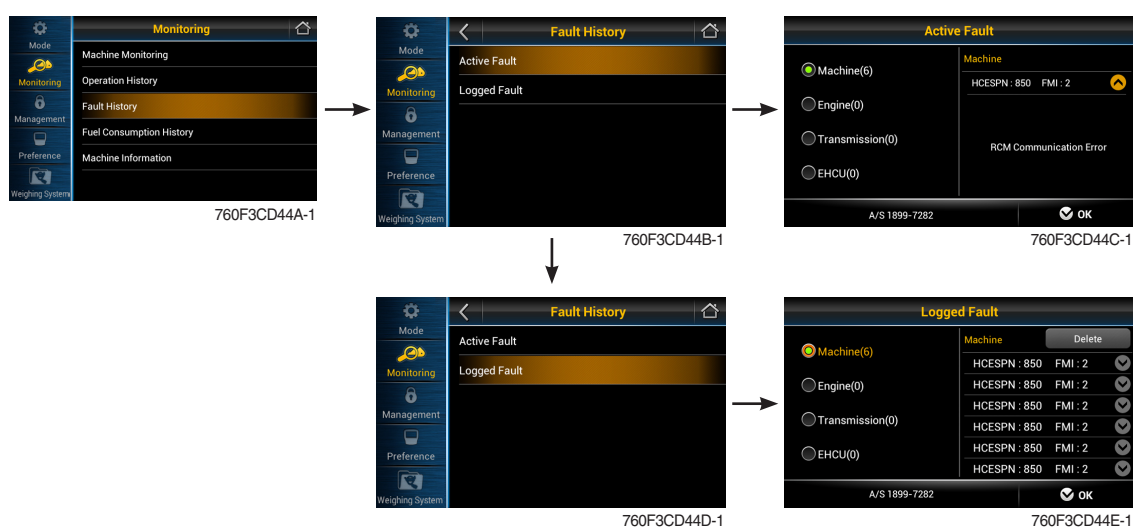 Monitoring
Mode
Monitoring
Management
Preference
Weighing System
Machine Monitoring
Operation History
Fault History
Fuel Consumption History
Machine Information
760F3CD44A-1
Fault History
Mode
Monitoring
Management
Preference
Weighing System
Active Fault
Logged Fault
760F3CD44B-1
Active Fault
Machine(6)
Engine(0)
Transmission(0)
EHCU(0)
Machine
HCESPN : 850 FMI : 2
RCM Communication Error
A/S 1899-7282
OK
760F3CD44C-1
Fault History
Mode
Monitoring
Management
Preference
Weighing System
Active Fault
Logged Fault
760F3CD44D-1
Logged Fault
Machine(6)
Engine(0)
Transmission(0)
EHCU(0)
Machine Delete
HCESPN : 850 FMI : 2
HCESPN : 850 FMI : 2
HCESPN : 850 FMI : 2
HCESPN : 850 FMI : 2
HCESPN : 850 FMI : 2
HCESPN : 850 FMI : 2
A/S 1899-7282
OK
760F3CD44E-1